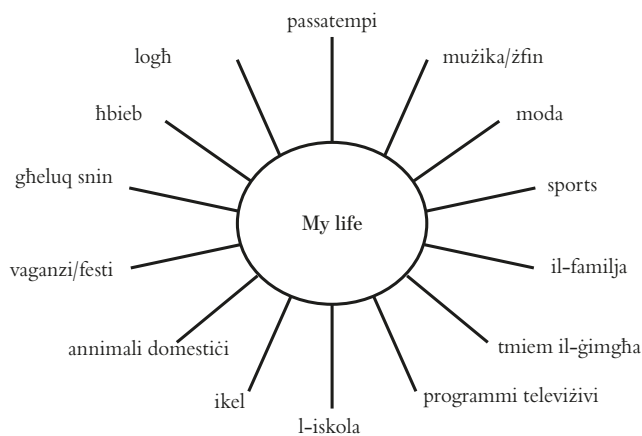 passatempi
logħ
mużika/żfin
ħbieb
moda
għeluq snin
sports
My life
vaganzi/festi
il-familja
annimali domestiċi
tmiem il-ġimgħa
ikel
programmi televiżivi
l-iskola